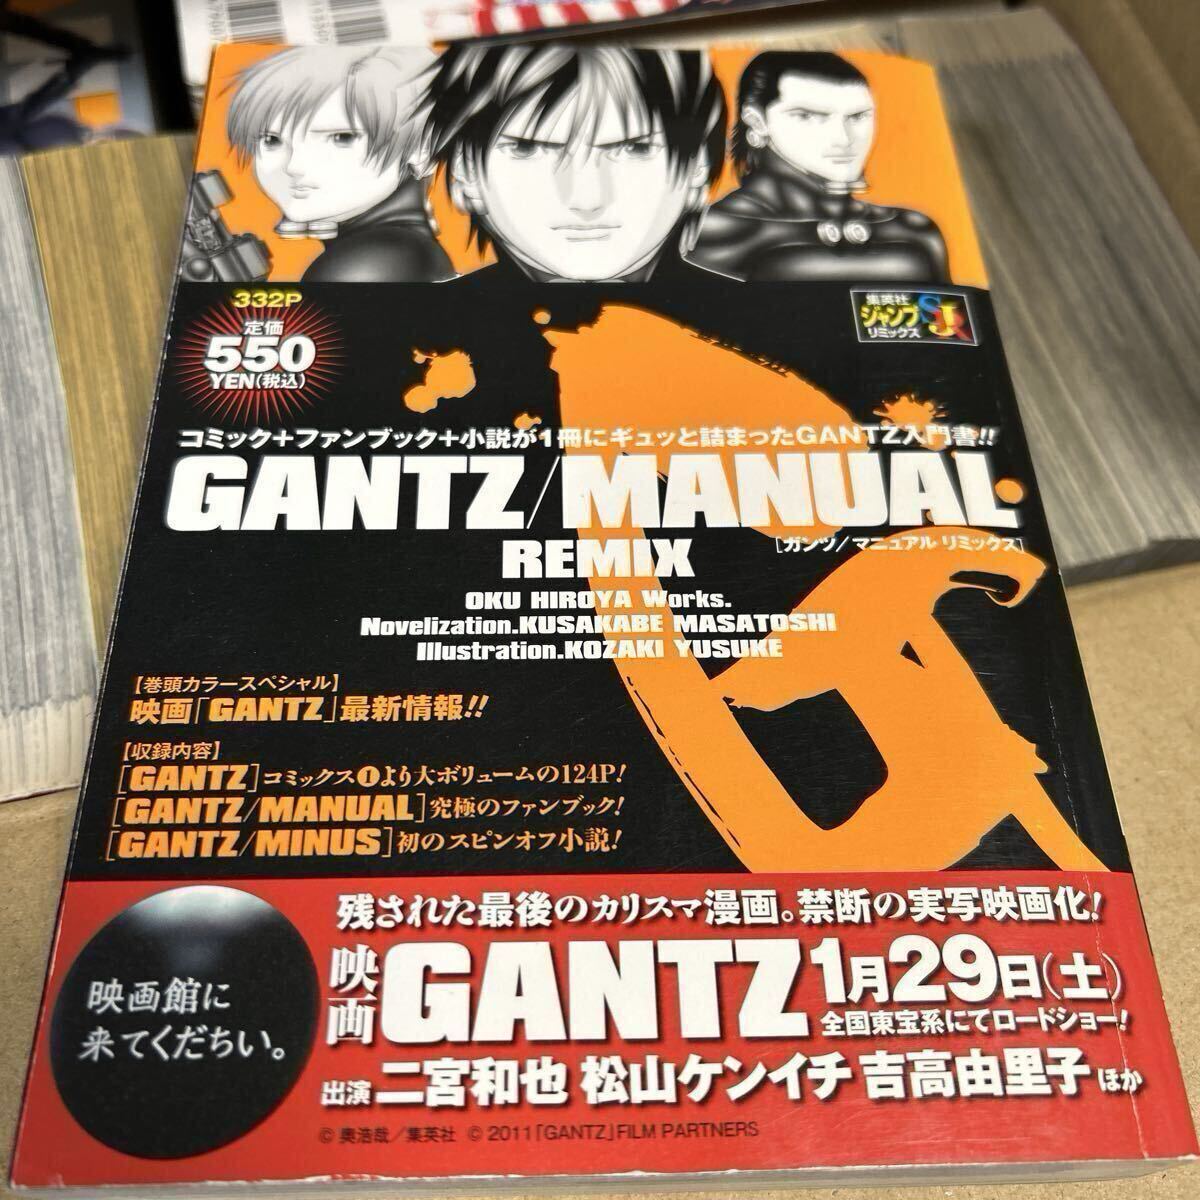 332P
定価
550
YEN(税込)
集英社
ジャンプ
リミックス
SJR
コミック+ファンブック+小説が1冊にギュッと詰まったGANTZ入門書!!
GANTZ/MANUAL
[ガンツ/マニュアル リミックス]
REMIX
OKU HIROYA Works.
Novelization.KUSAKABE MASATOSHI
Illustration.KOZAKI YUSUKE
【巻頭カラースペシャル】
映画「GANTZ」最新情報!!
【収録内容】
[GANTZ]コミックス❶より大ボリュームの124P!
[GANTZ/MANUAL]究極のファンブック!
[GANTZ/MINUS]初のスピンオフ小説!
残された最後のカリスマ漫画。禁断の実写映画化!
映画GANTZ 1月29日(土)
全国東宝系にてロードショー!
映画館に
来てくだちい。
出演 二宮和也 松山ケンイチ 吉高由里子 ほか
©奥浩哉/集英社 ©2011「GANTZ」FILM PARTNERS